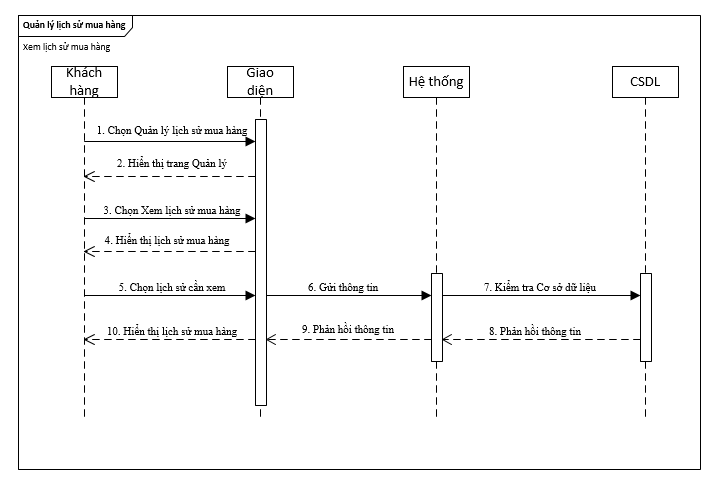 Quản lý lịch sử mua hàng
Xem lịch sử mua hàng
Khách
hàng
Giao
diện
Hệ thống
CSDL
1. Chọn Quản lý lịch sử mua hàng
2. Hiển thị trang Quản lý
3. Chọn Xem lịch sử mua hàng
4. Hiển thị lịch sử mua hàng
5. Chọn lịch sử cần xem
6. Gửi thông tin
7. Kiểm tra Cơ sở dữ liệu
8. Phản hồi thông tin
9. Phản hồi thông tin
10. Hiển thị lịch sử mua hàng